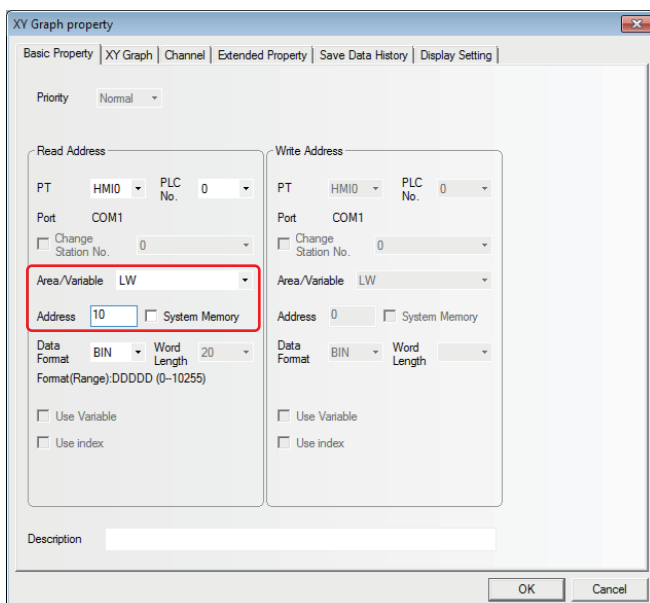 XY Graph property
Basic Property XY Graph Channel Extended Property Save Data History Display Setting
Priority Normal
Read Address
PT HMI0 PLC No. 0
Port COM1
Change Station No. 0
Area/Variable LW
Address 10 System Memory
Data Format BIN Word Length 20
Format(Range):DDDDD (0--10255)
Use Variable
Use index
Write Address
PT HMI0 PLC No. 0
Port COM1
Change Station No. 0
Area/Variable LW
Address 0 System Memory
Data Format BIN Word Length
Use Variable
Use index
Description
OK Cancel